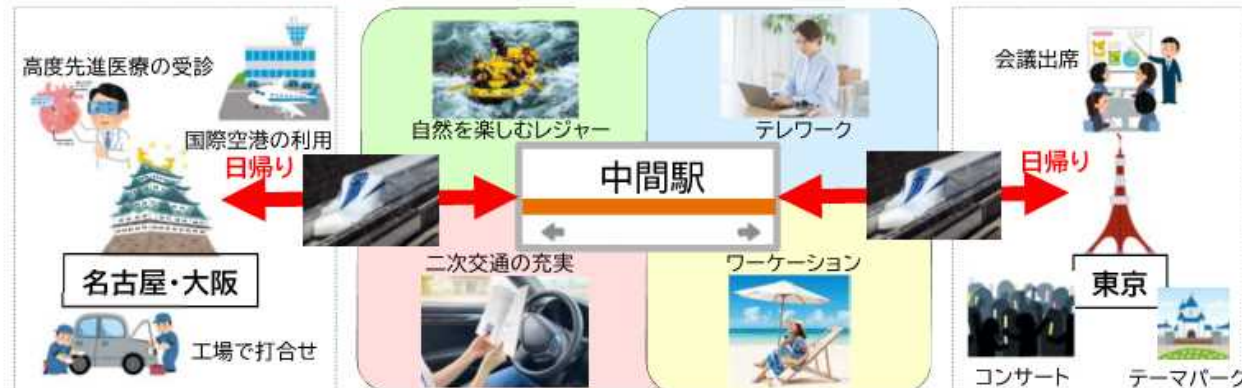 高度先進医療の受診
国際空港の利用
日帰り
名古屋・大阪
工場で打合せ
自然を楽しむレジャー
テレワーク
中間駅
二次交通の充実
ワーケーション
会議出席
日帰り
東京
コンサート
テーマパーク